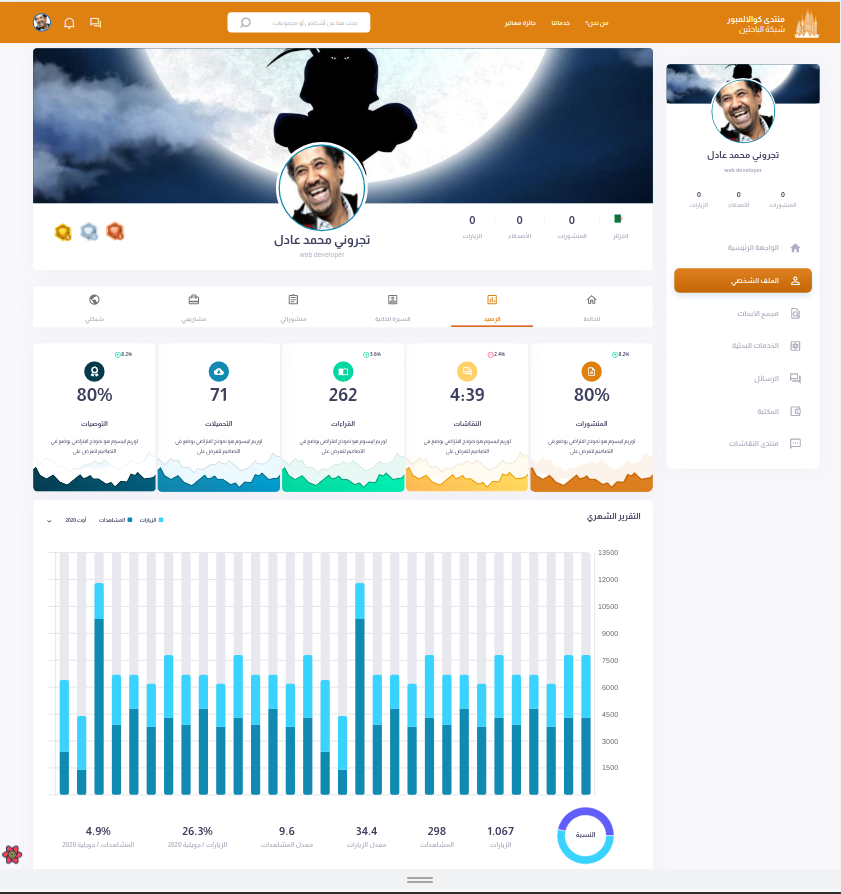 منتدى كوالالمبور
شبكة الباحثين
من نحن؟
خدماتنا
جائزة معاتير
تجروني محمد عادل
web developer
0
0
0
المنشورات
الأصدقاء
الزيارات
الواجهة الرئيسية
الملف الشخصي
مجمع الأبحاث
الخدمات البحثية
الرسائل
المكتبة
منتدى النقاشات
الجزائر
0
المنشورات
0
الأصدقاء
0
الزيارات
تجروني محمد عادل
web developer
الحائط
الرصيد
السيرة الذاتية
منشوراتي
مشاريعي
شبكتي
8.2%
80%
المنشورات
لوريم ايبسوم هو نموذج افتراضي يوضع في
التصاميم لتعرض على
2.4%
4:39
النقاشات
لوريم ايبسوم هو نموذج افتراضي يوضع في
التصاميم لتعرض على
3.6%
262
القراءات
لوريم ايبسوم هو نموذج افتراضي يوضع في
التصاميم لتعرض على
71
التحميلات
لوريم ايبسوم هو نموذج افتراضي يوضع في
التصاميم لتعرض على
8.2%
80%
التوصيات
لوريم ايبسوم هو نموذج افتراضي يوضع في
التصاميم لتعرض على
التقرير الشهري
الزيارات
المشاهدات
أوت 2020
13500
12000
10500
9000
7500
6000
4500
3000
1500
النسبة
1.067
الزيارات
298
المشاهدات
34.4
معدل الزيارات
9.6
معدل المشاهدات
26.3%
الزيارات / جويلية 2020
4.9%
المشاهدات / جويلية 2020